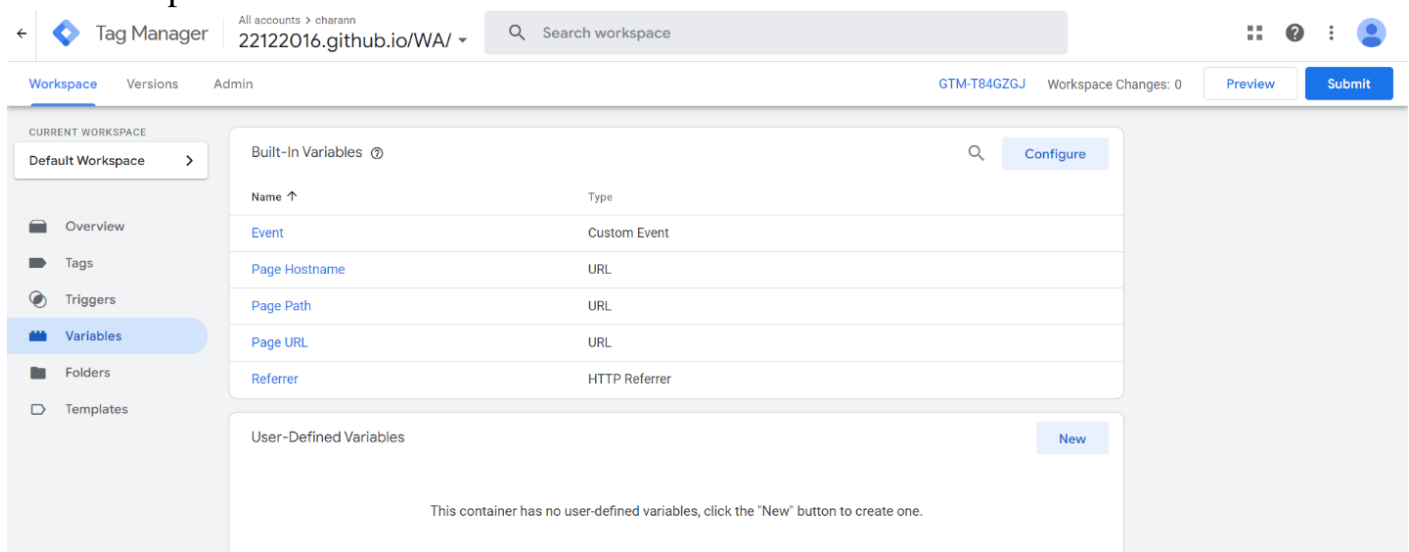 All accounts > charann
Tag Manager
22122016.github.io/WA/
Search workspace
Workspace Versions Admin
GTM-T84GZGJ Workspace Changes: 0 Preview Submit
CURRENT WORKSPACE
Default Workspace
Overview
Tags
Triggers
Variables
Folders
Templates
Built-In Variables
Configure
Name Type
Event Custom Event
Page Hostname URL
Page Path URL
Page URL URL
Referrer HTTP Referrer
User-Defined Variables
New
This container has no user-defined variables, click the "New" button to create one.